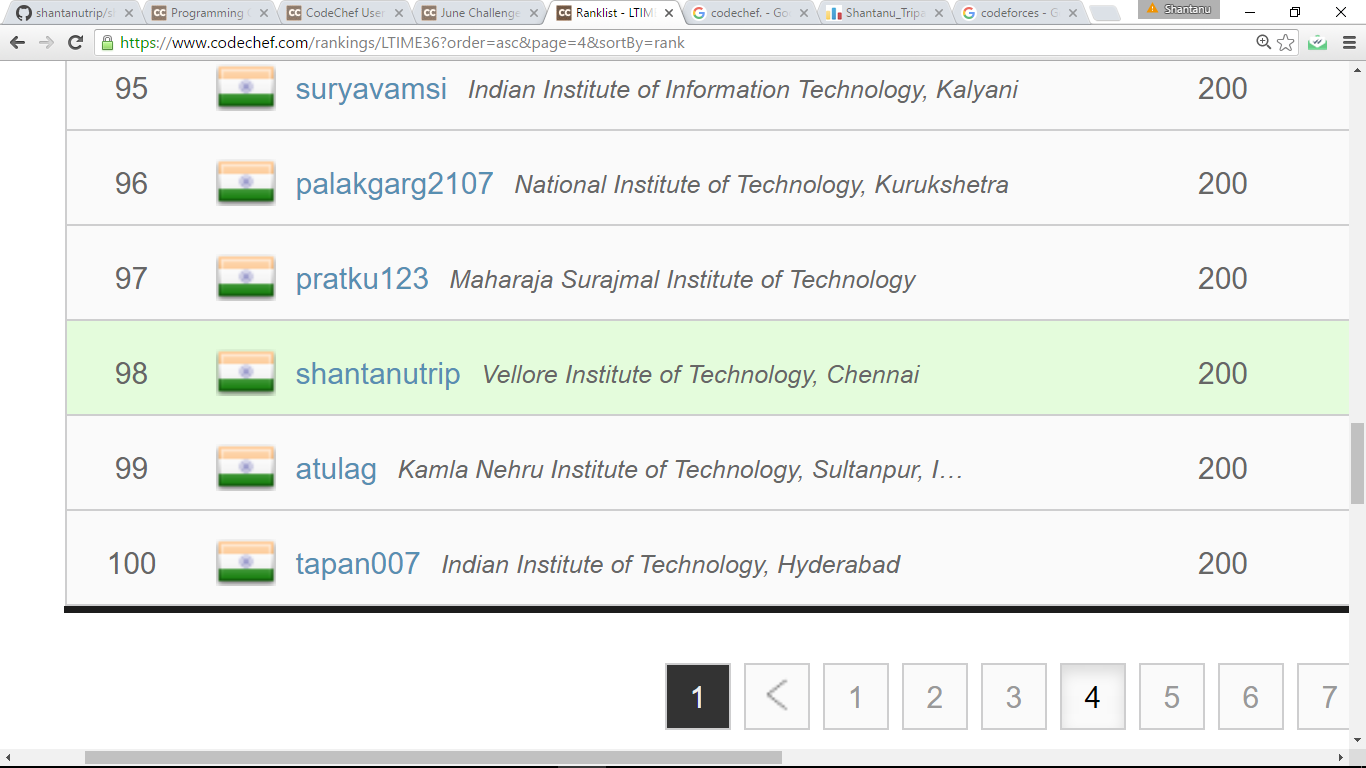 shantanutrip/sh
Programming
CodeChef User
June Challenge
Ranklist - LTIME
codechef. - Goo
Shantanu_Tripa
codeforces - G
Shantanu
https://www.codechef.com/rankings/LTIME36?order=asc&page=4&sortBy=rank
95 suryavamsi Indian Institute of Information Technology, Kalyani 200
96 palakgarg2107 National Institute of Technology, Kurukshetra 200
97 pratku123 Maharaja Surajmal Institute of Technology 200
98 shantanutrip Vellore Institute of Technology, Chennai 200
99 atulag Kamla Nehru Institute of Technology, Sultanpur, I… 200
100 tapan007 Indian Institute of Technology, Hyderabad 200
1 < 1 2 3 4 5 6 7